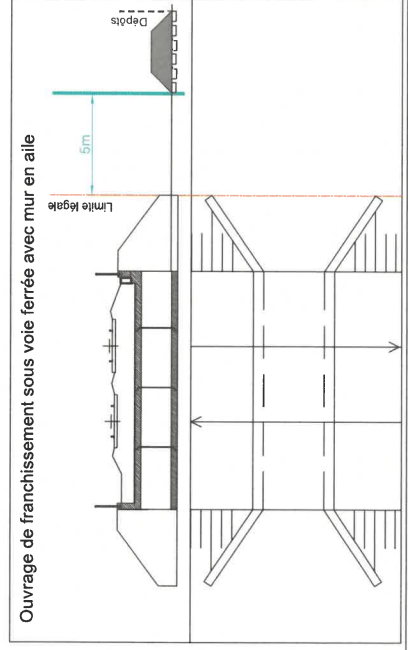 Ouvrage de franchissement sous voie ferrée avec mur en aile
Limite légale
5m
Dépôts